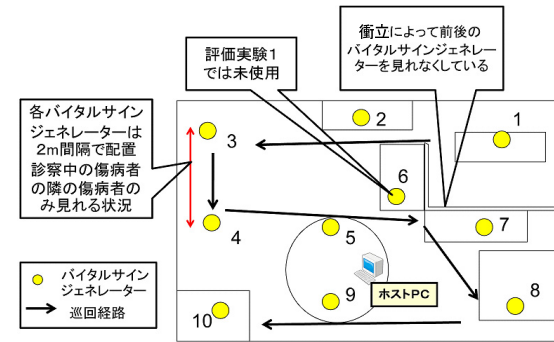 評価実験1
では未使用
衝立によって前後の
バイタルサインジェネレー
ターを見れなくしている
各バイタルサイン
ジェネレーターは
2m間隔で配置
診察中の傷病者
の隣の傷病者の
み見れる状況
1
2
3
4
5
6
7
8
9
10
ホストPC
バイタルサイン
ジェネレーター
巡回経路